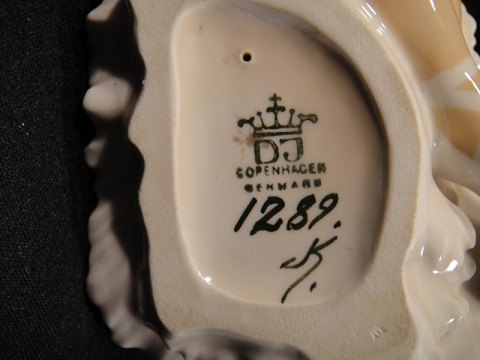 DJ
COPENHAGEN
DENMARK
1289.